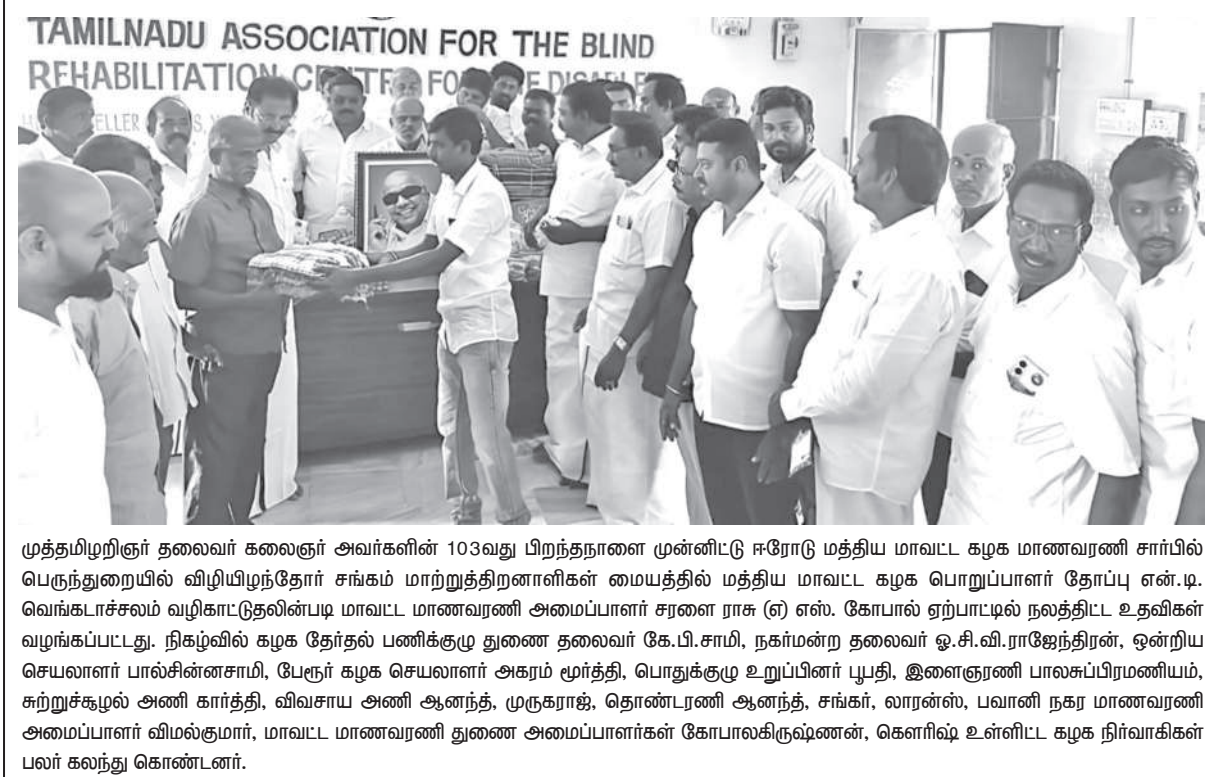 TAMILNADU ASSOCIATION FOR THE BLIND
REHABILITATION CENTRE FO
முத்தமிழறிஞர் தலைவர் கலைஞர் அவர்களின் 103வது பிறந்தநாளை முன்னிட்டு ஈரோடு மத்திய மாவட்ட கழக மாணவரணி சார்பில்
பெருந்துறையில் விழியிழந்தோர் சங்கம் மாற்றுத்திறனாளிகள் மையத்தில் மத்திய மாவட்ட கழக பொறுப்பாளர் தோப்பு என்.டி.
வெங்கடாச்சலம் வழிகாட்டுதலின்படி மாவட்ட மாணவரணி அமைப்பாளர் சரளை ராசு (ஏ) எஸ். கோபால் ஏற்பாட்டில் நலத்திட்ட உதவிகள்
வழங்கப்பட்டது. நிகழ்வில் கழக தேர்தல் பணிக்குழு துணை தலைவர் கே.பி.சாமி, நகர்மன்ற தலைவர் ஓ.சி.வி.ராஜேந்திரன், ஒன்றிய
செயலாளர் பால்சின்னசாமி, பேரூர் கழக செயலாளர் அகரம் மூர்த்தி, பொதுக்குழு உறுப்பினர் பூபதி, இளைஞரணி பாலசுப்பிரமணியம்,
சுற்றுச்சூழல் அணி கார்த்தி, விவசாய அணி ஆனந்த், முருகராஜ், தொண்டரணி ஆனந்த், சங்கர், லாரன்ஸ், பவானி நகர மாணவரணி
அமைப்பாளர் விமல்குமார், மாவட்ட மாணவரணி துணை அமைப்பாளர்கள் கோபாலகிருஷ்ணன், கௌரிஷ் உள்ளிட்ட கழக நிர்வாகிகள்
பலர் கலந்து கொண்டனர்.